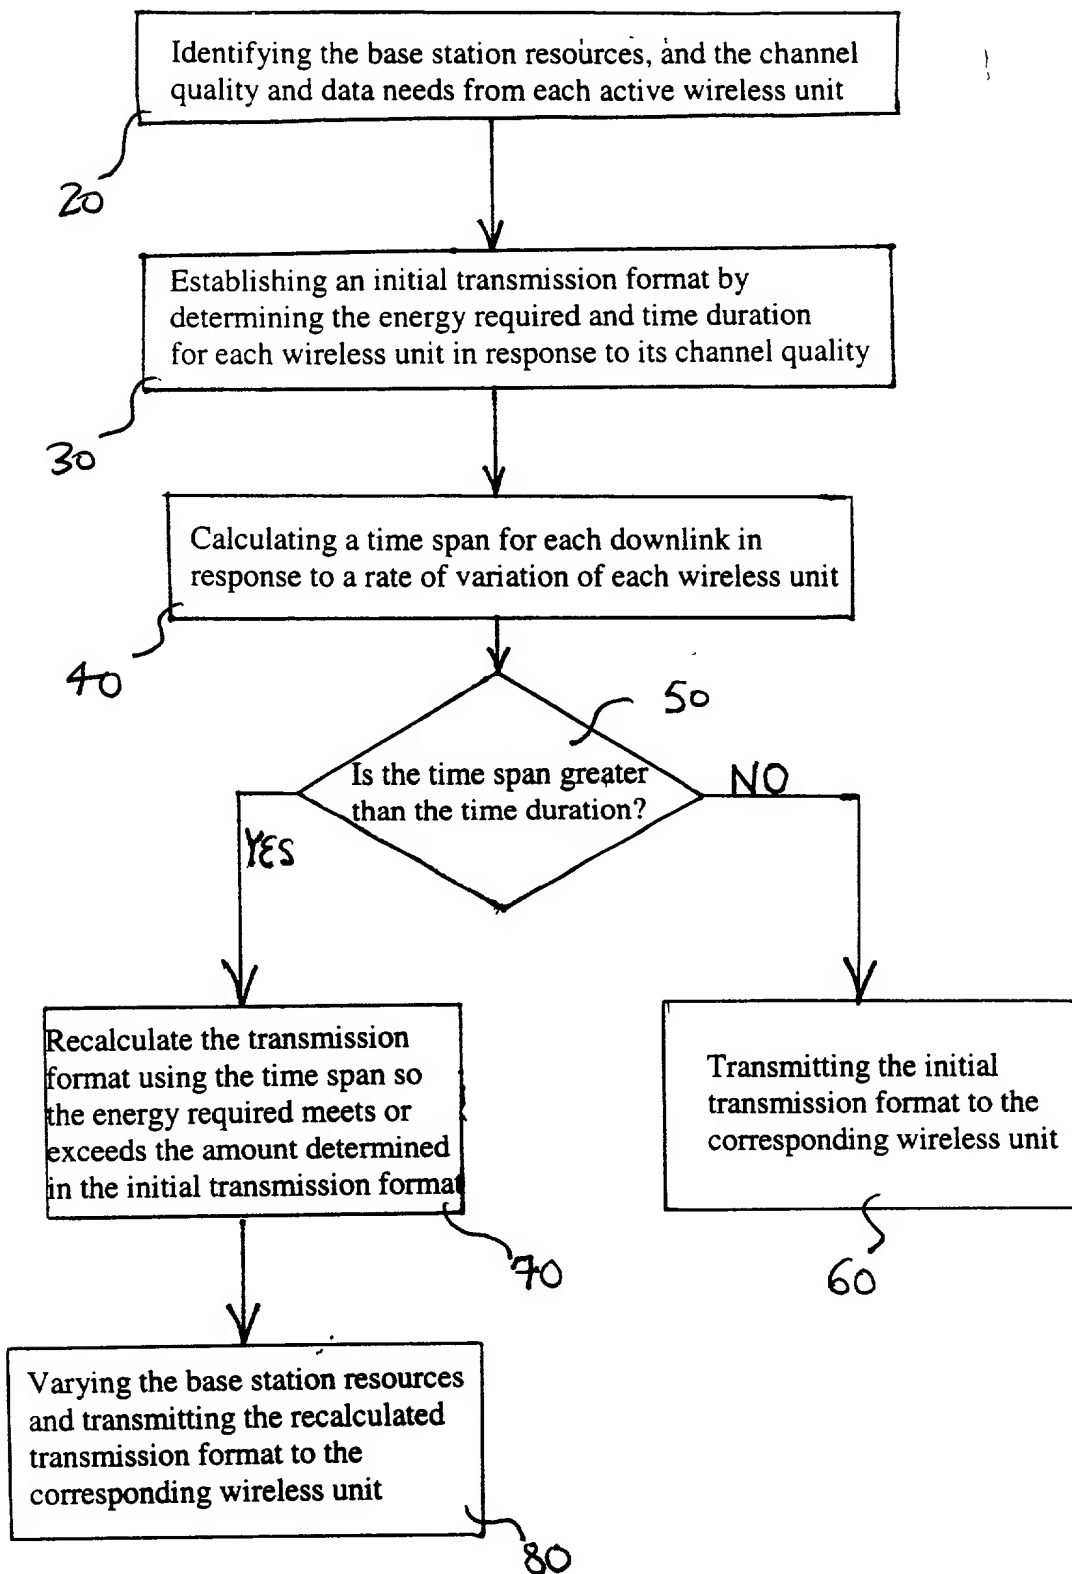 Identifying the base station resources, and the channel
quality and data needs from each active wireless unit
20
Establishing an initial transmission format by
determining the energy required and time duration
for each wireless unit in response to its channel quality
30
Calculating a time span for each downlink in
response to a rate of variation of each wireless unit
40
50
Is the time span greater
than the time duration?
NO
YES
Recalculate the transmission
format using the time span so
the energy required meets or
exceeds the amount determined
in the initial transmission format
70
Transmitting the initial
transmission format to the
corresponding wireless unit
60
Varying the base station resources
and transmitting the recalculated
transmission format to the
corresponding wireless unit
80